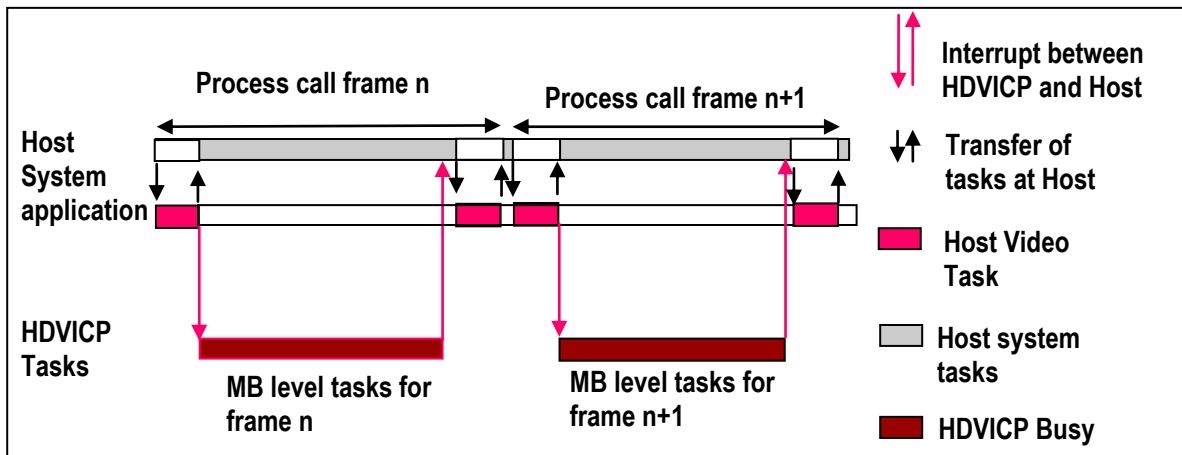 Process call frame n
Process call frame n+1
Host
System
application
HDVICP
Tasks
MB level tasks for
frame n
MB level tasks for
frame n+1
Interrupt between
HDVICP and Host
Transfer of
tasks at Host
Host Video
Task
Host system
tasks
HDVICP Busy